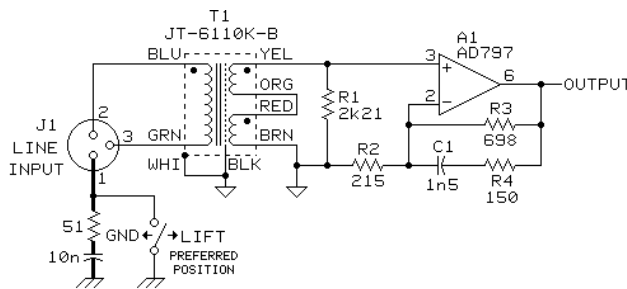 T1
JT-6110K-B
BLU
YEL
ORG
RED
GRN
BRN
WHI
BLK
J1
LINE
INPUT
2
3
1
51
10n
GND
LIFT
PREFERRED
POSITION
R1
2k21
R2
215
A1
AD797
3
2
6
+
−
OUTPUT
R3
698
C1
1n5
R4
150